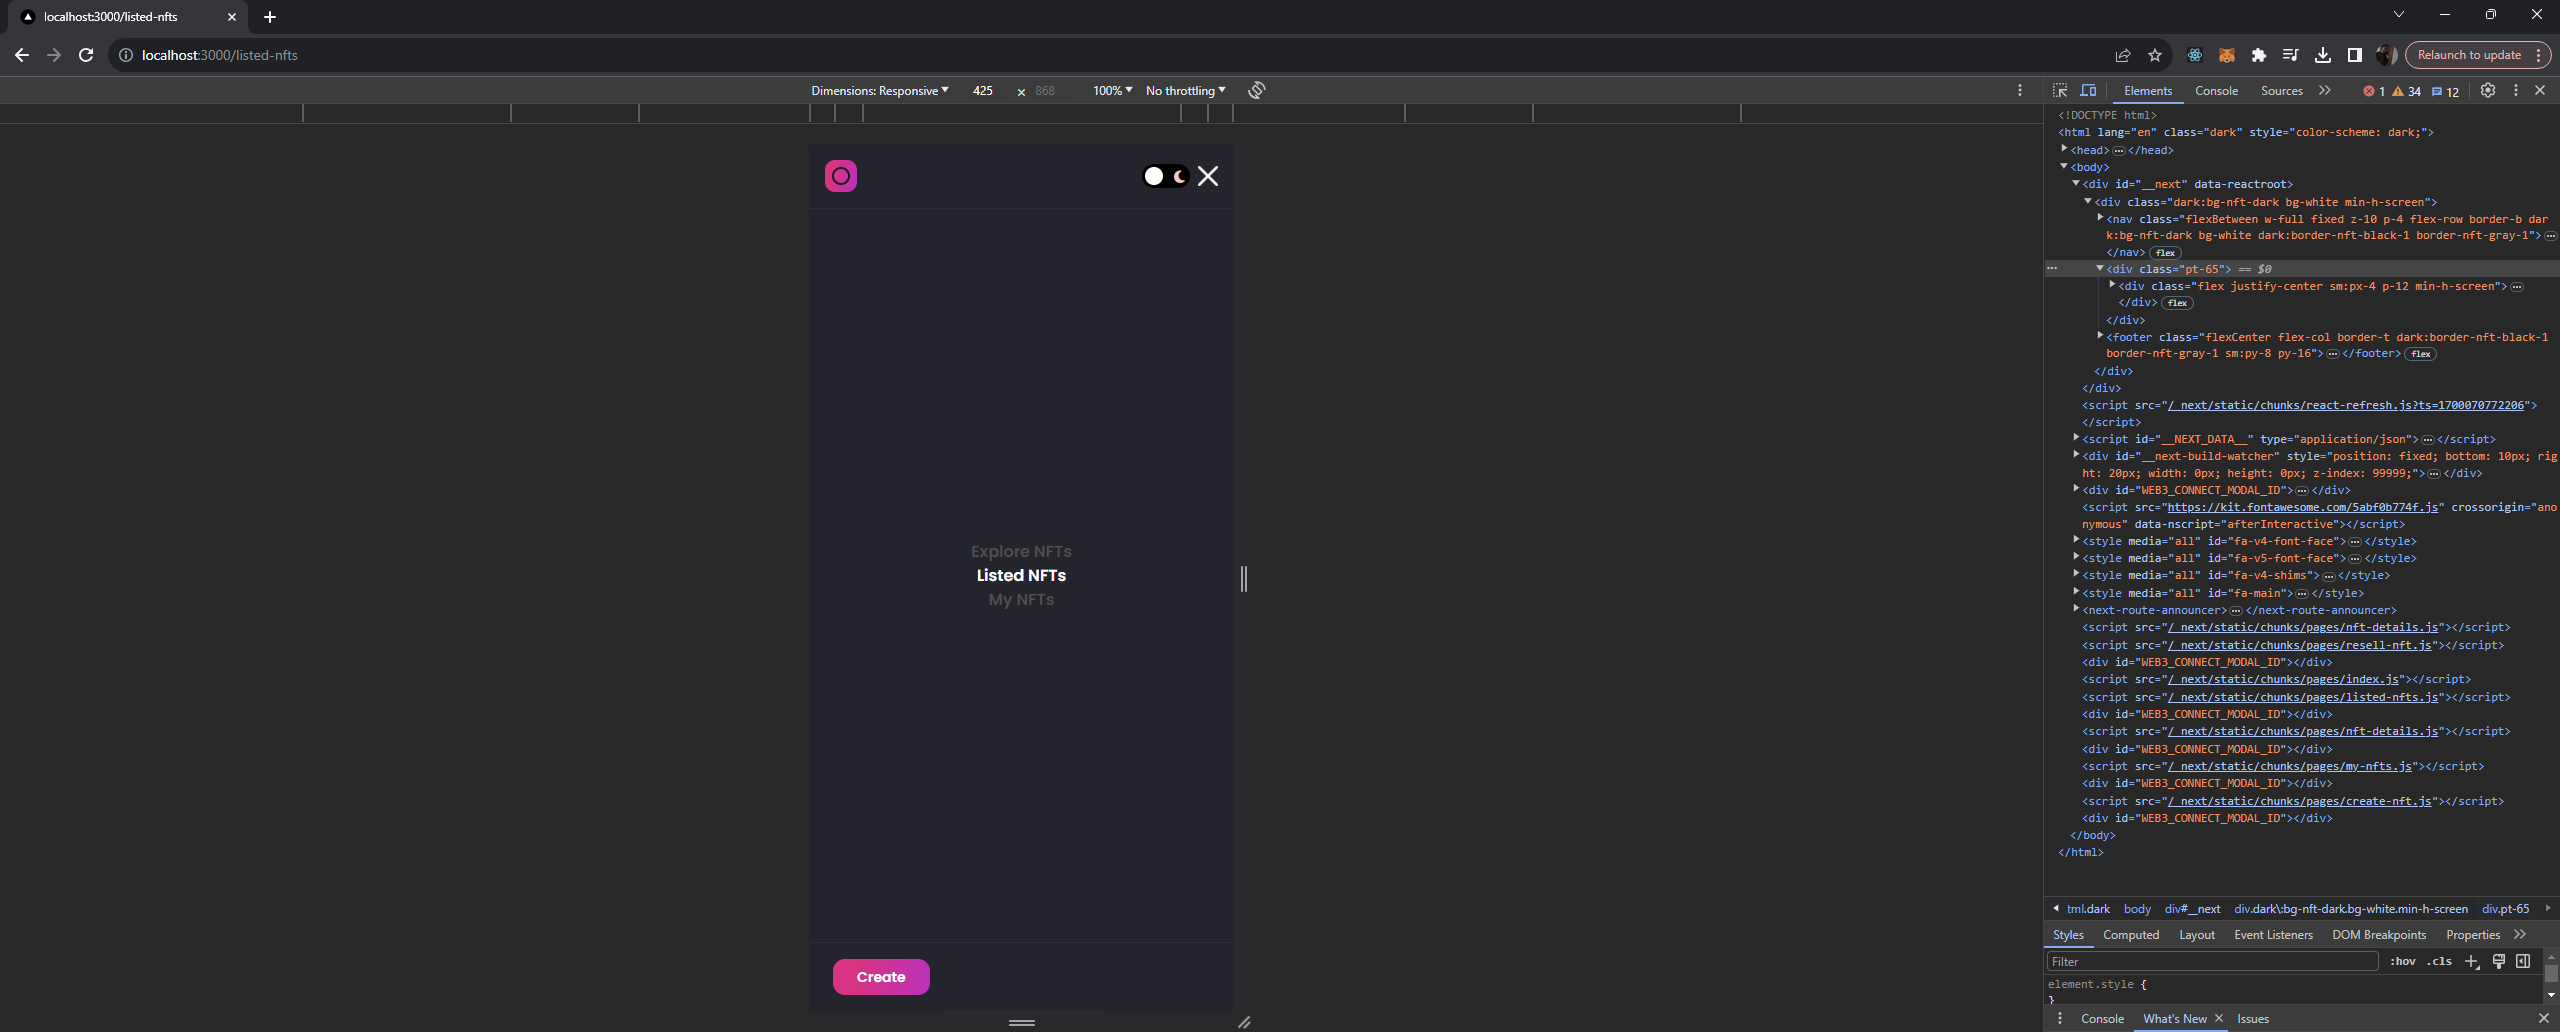 localhost:3000/listed-nfts
localhost:3000/listed-nfts
Relaunch to update
Dimensions: Responsive 425 × 868 100% No throttling
Elements Console Sources 1 34 12
<!DOCTYPE html>
<html lang="en" class="dark" style="color-scheme: dark;">
<head> </head>
<body>
<div id="__next" data-reactroot>
<div class="dark:bg-nft-dark bg-white min-h-screen">
<nav class="flexBetween w-full fixed z-10 p-4 flex-row border-b dar
k:bg-nft-dark bg-white dark:border-nft-black-1 border-nft-gray-1">
</nav> flex
<div class="pt-65"> == $0
<div class="flex justify-center sm:px-4 p-12 min-h-screen">
</div> flex
</div>
<footer class="flexCenter flex-col border-t dark:border-nft-black-1
border-nft-gray-1 sm:py-8 py-16"> </footer> flex
</div>
</div>
<script src="/_next/static/chunks/react-refresh.js?ts=1700070772206">
</script>
<script id="__NEXT_DATA__" type="application/json"> </script>
<div id="__next-build-watcher" style="position: fixed; bottom: 10px; rig
ht: 20px; width: 0px; height: 0px; z-index: 99999;"> </div>
<div id="WEB3_CONNECT_MODAL_ID"> </div>
<script src="https://kit.fontawesome.com/5abf0b774f.js" crossorigin="ano
nymous" data-nscript="afterInteractive"></script>
<style media="all" id="fa-v4-font-face"> </style>
<style media="all" id="fa-v5-font-face"> </style>
<style media="all" id="fa-v4-shims"> </style>
<style media="all" id="fa-main"> </style>
<next-route-announcer> </next-route-announcer>
<script src="/_next/static/chunks/pages/nft-details.js"></script>
<script src="/_next/static/chunks/pages/resell-nft.js"></script>
<div id="WEB3_CONNECT_MODAL_ID"></div>
<script src="/_next/static/chunks/pages/index.js"></script>
<script src="/_next/static/chunks/pages/listed-nfts.js"></script>
<div id="WEB3_CONNECT_MODAL_ID"></div>
<script src="/_next/static/chunks/pages/nft-details.js"></script>
<div id="WEB3_CONNECT_MODAL_ID"></div>
<script src="/_next/static/chunks/pages/my-nfts.js"></script>
<div id="WEB3_CONNECT_MODAL_ID"></div>
<script src="/_next/static/chunks/pages/create-nft.js"></script>
<div id="WEB3_CONNECT_MODAL_ID"></div>
</body>
</html>
Explore NFTs
Listed NFTs
My NFTs
Create
tml.dark body div#__next div.dark\:bg-nft-dark.bg-white.min-h-screen div.pt-65
Styles Computed Layout Event Listeners DOM Breakpoints Properties
Filter :hov .cls
element.style {
}
Console What's New Issues